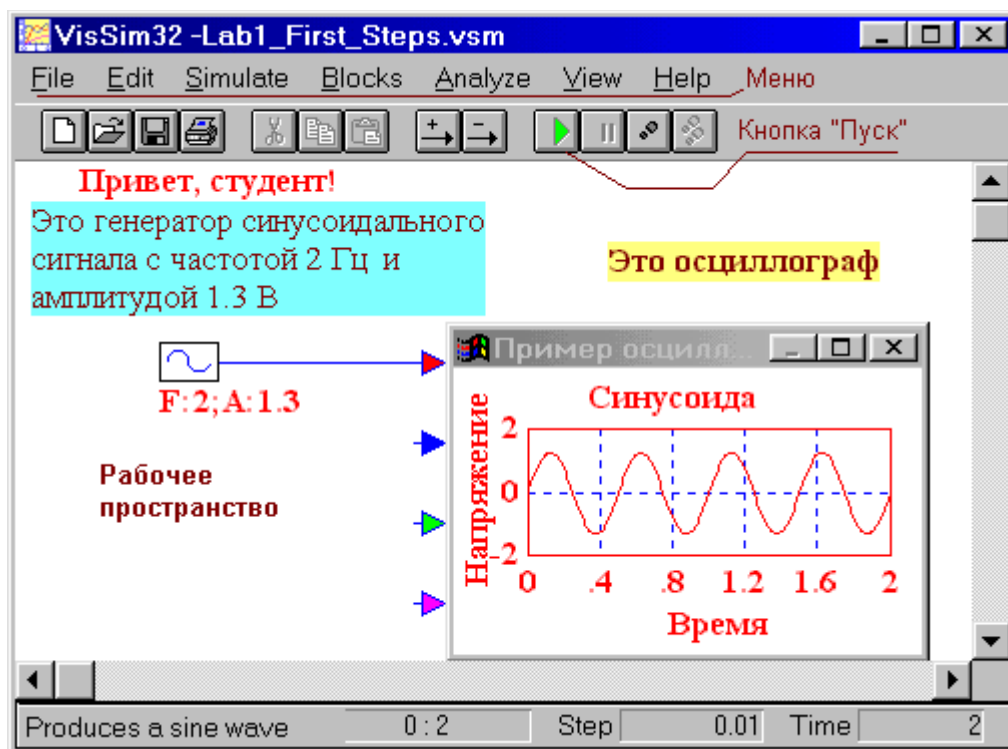 VisSim32 -Lab1_First_Steps.vsm
File Edit Simulate Blocks Analyze View Help Меню
Кнопка "Пуск"
Привет, студент!
Это генератор синусоидального
сигнала с частотой 2 Гц и
амплитудой 1.3 В
Это осциллограф
F:2;A:1.3
Рабочее
пространство
Пример осцилл...
Синусоида
Напряжение
2
0
-2
0 .4 .8 1.2 1.6 2
Время
Produces a sine wave 0 : 2 Step 0.01 Time 2